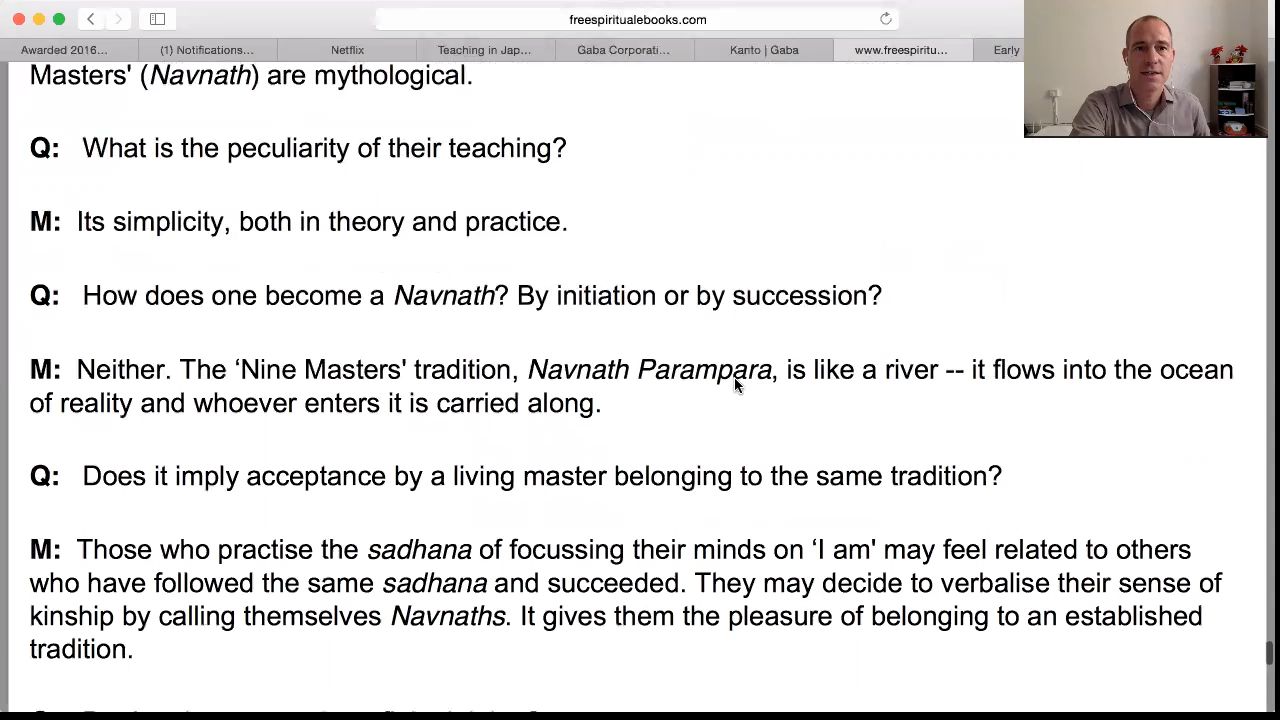 freespiritualebooks.com
Awarded 2016... (1) Notifications... Netflix Teaching in Jap... Gaba Corporati... Kanto | Gaba www.freespiritu... Early
Masters' (Navnath) are mythological.
Q: What is the peculiarity of their teaching?
M: Its simplicity, both in theory and practice.
Q: How does one become a Navnath? By initiation or by succession?
M: Neither. The ‘Nine Masters' tradition, Navnath Parampara, is like a river -- it flows into the ocean
of reality and whoever enters it is carried along.
Q: Does it imply acceptance by a living master belonging to the same tradition?
M: Those who practise the sadhana of focussing their minds on ‘I am' may feel related to others
who have followed the same sadhana and succeeded. They may decide to verbalise their sense of
kinship by calling themselves Navnaths. It gives them the pleasure of belonging to an established
tradition.